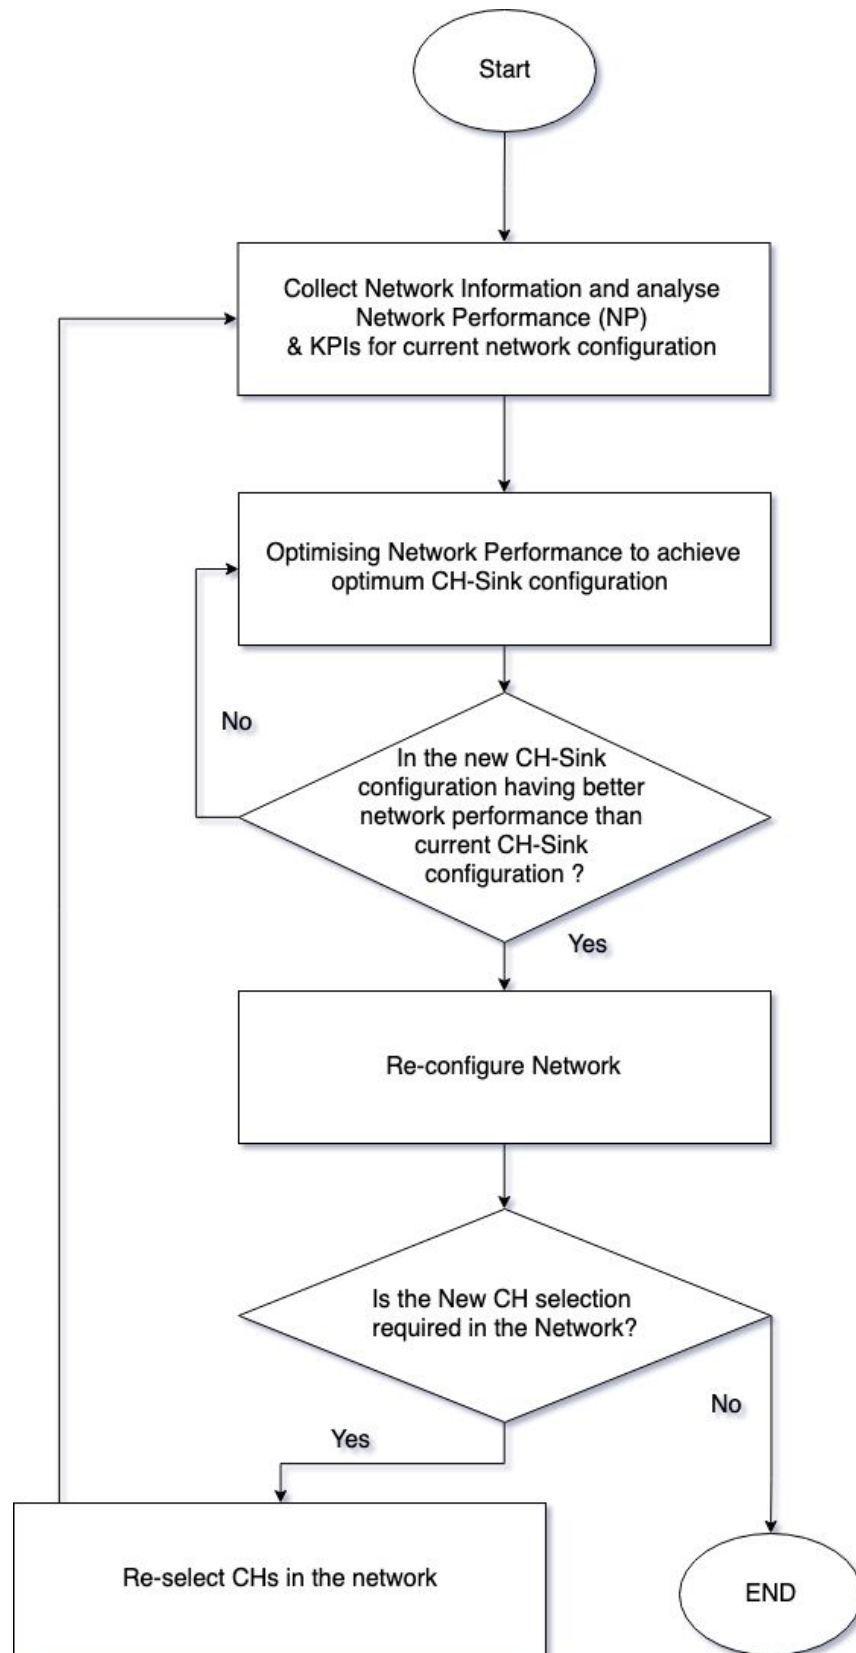 Start
Collect Network Information and analyse
Network Performance (NP)
& KPIs for current network configuration
Optimising Network Performance to achieve
optimum CH-Sink configuration
No
In the new CH-Sink
configuration having better
network performance than
current CH-Sink
configuration ?
Yes
Re-configure Network
Is the New CH selection
required in the Network?
No
Yes
Re-select CHs in the network
END